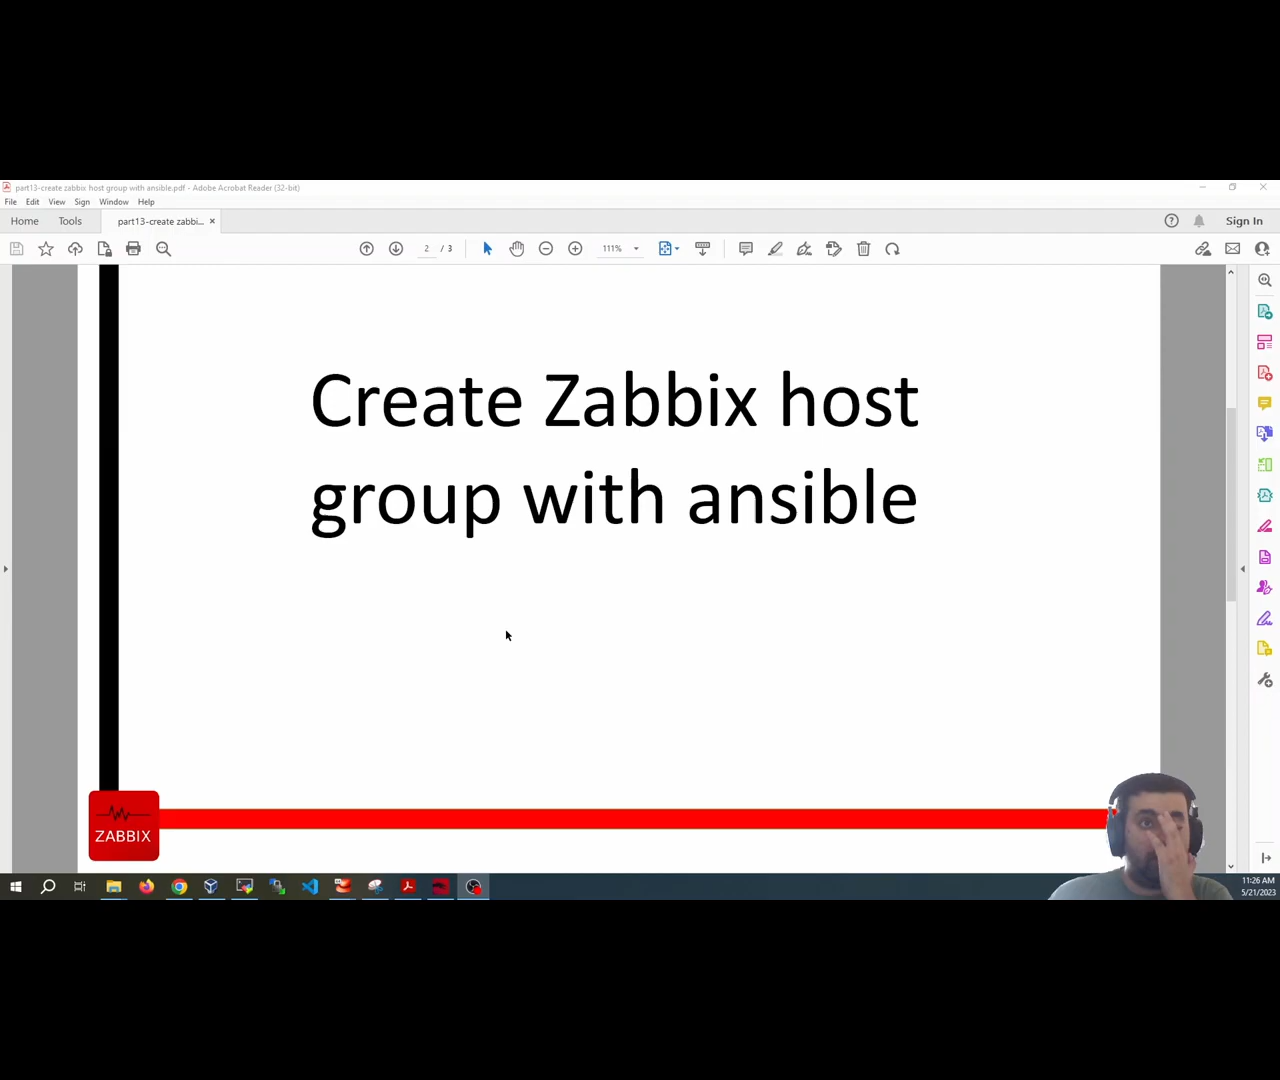 part13-create zabbix host group with ansible.pdf - Adobe Acrobat Reader (32-bit)
File Edit View Sign Window Help
Home Tools part13-create zabbi... Sign In
2 / 3 111%
Create Zabbix host
group with ansible
ZABBIX
11:26 AM
5/21/2023